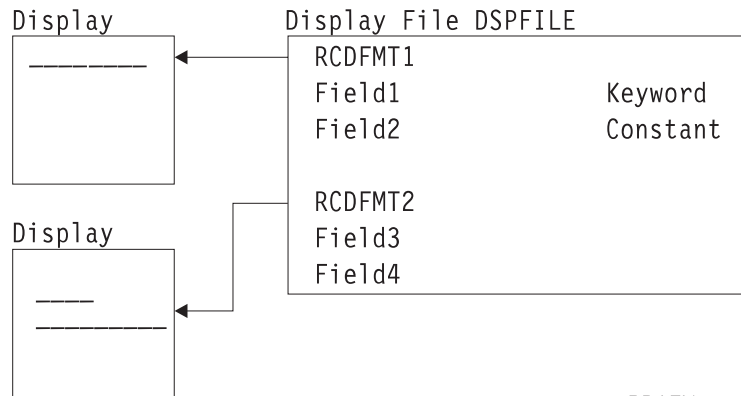 Display
Display File DSPFILE
RCDFMT1
Field1 Keyword
Field2 Constant
RCDFMT2
Field3
Field4
Display